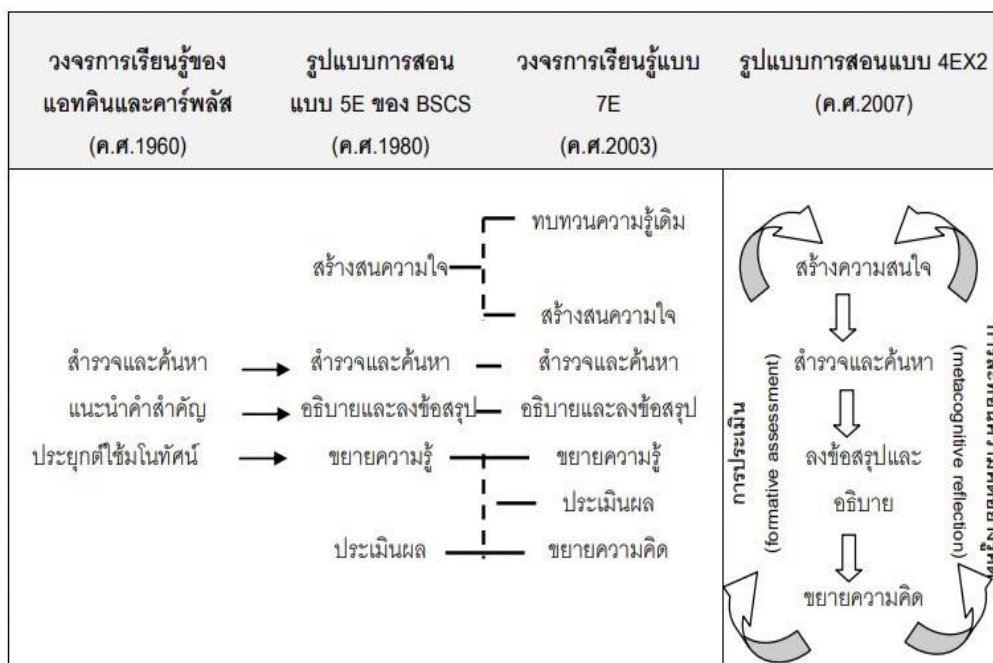 วงจรการเรียนรู้ของ
แอทคินและคาร์พลัส
(ค.ศ.1960)
รูปแบบการสอน
แบบ 5E ของ BSCS
(ค.ศ.1980)
วงจรการเรียนรู้แบบ
7E
(ค.ศ.2003)
รูปแบบการสอนแบบ 4EX2
(ค.ศ.2007)
ทบทวนความรู้เดิม
สร้างสนความใจ
สร้างสนความใจ
สำรวจและค้นหา
สำรวจและค้นหา
สำรวจและค้นหา
แนะนำคำสำคัญ
อธิบายและลงข้อสรุป
อธิบายและลงข้อสรุป
ประยุกต์ใช้มโนทัศน์
ขยายความรู้
ขยายความรู้
ประเมินผล
ประเมินผล
ขยายความคิด
การประเมิน
(formative assessment)
สร้างความสนใจ
สำรวจและค้นหา
ลงข้อสรุปและ
อธิบาย
ขยายความคิด
(metacognitive reflection)